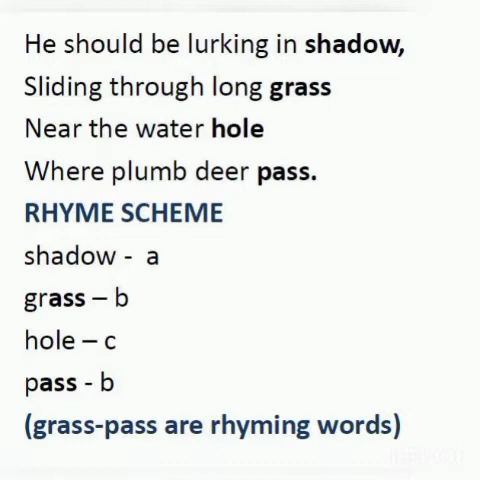 He should be lurking in shadow,
Sliding through long grass
Near the water hole
Where plumb deer pass.
RHYME SCHEME
shadow - a
grass – b
hole – c
pass - b
(grass-pass are rhyming words)